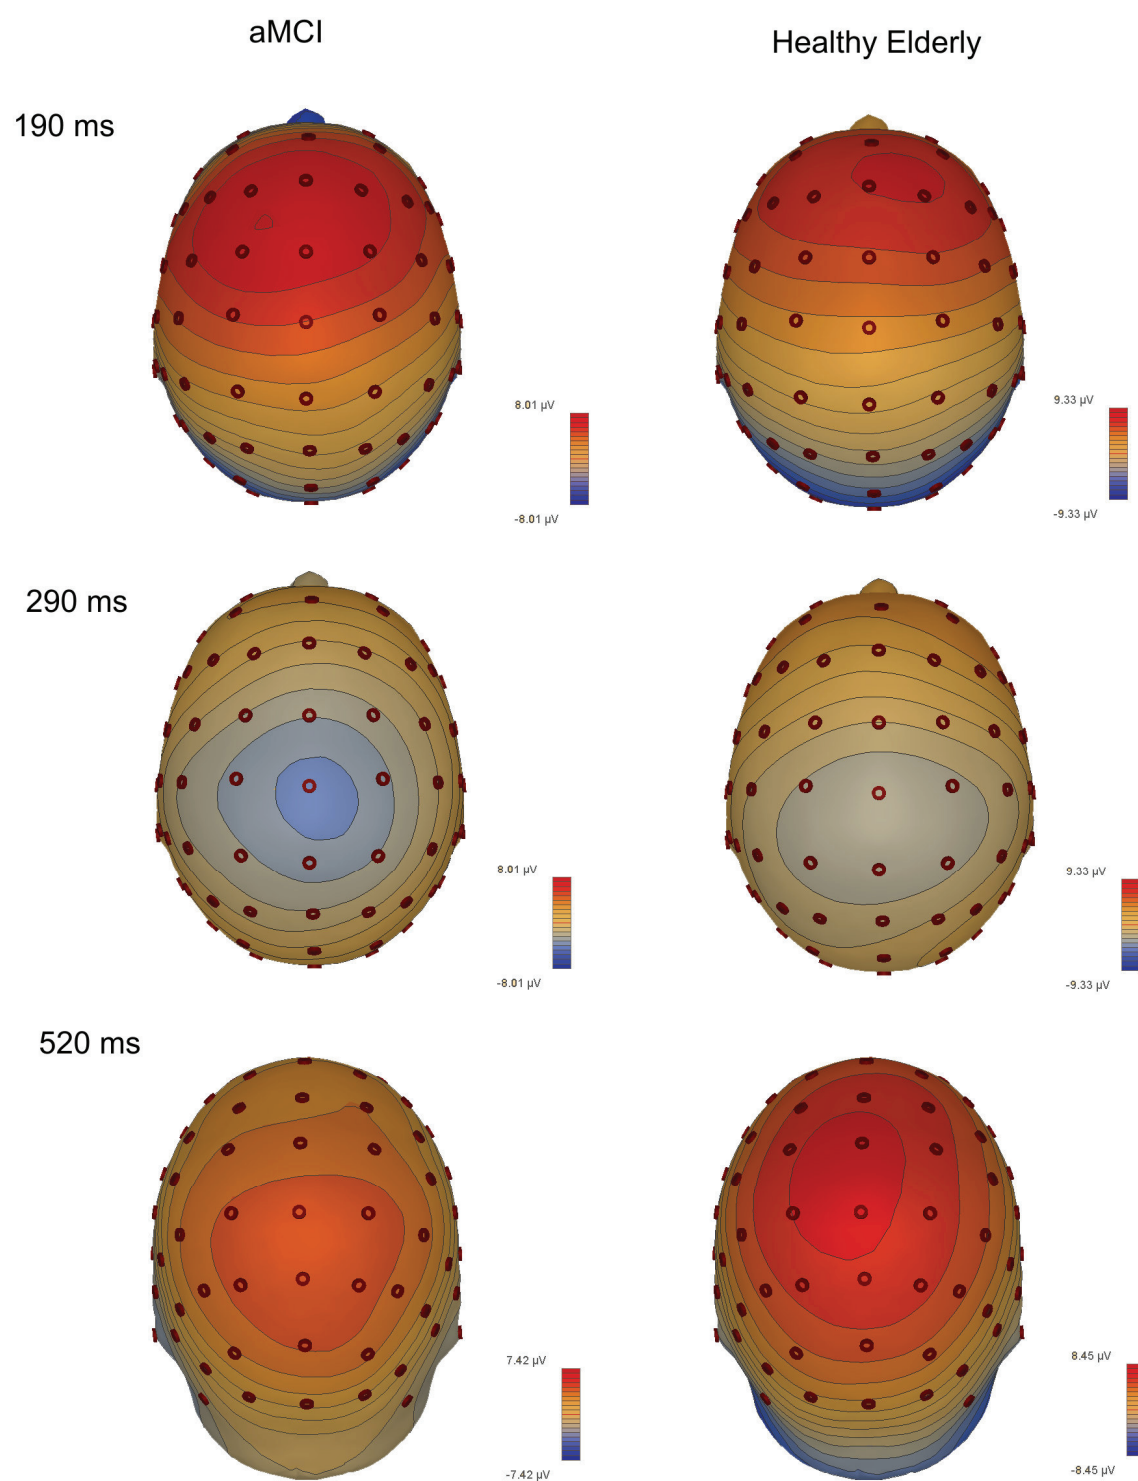 aMCI
Healthy Elderly
190 ms
8.01 µV
-8.01 µV
9.33 µV
-9.33 µV
290 ms
8.01 µV
-8.01 µV
9.33 µV
-9.33 µV
520 ms
7.42 µV
-7.42 µV
8.45 µV
-8.45 µV